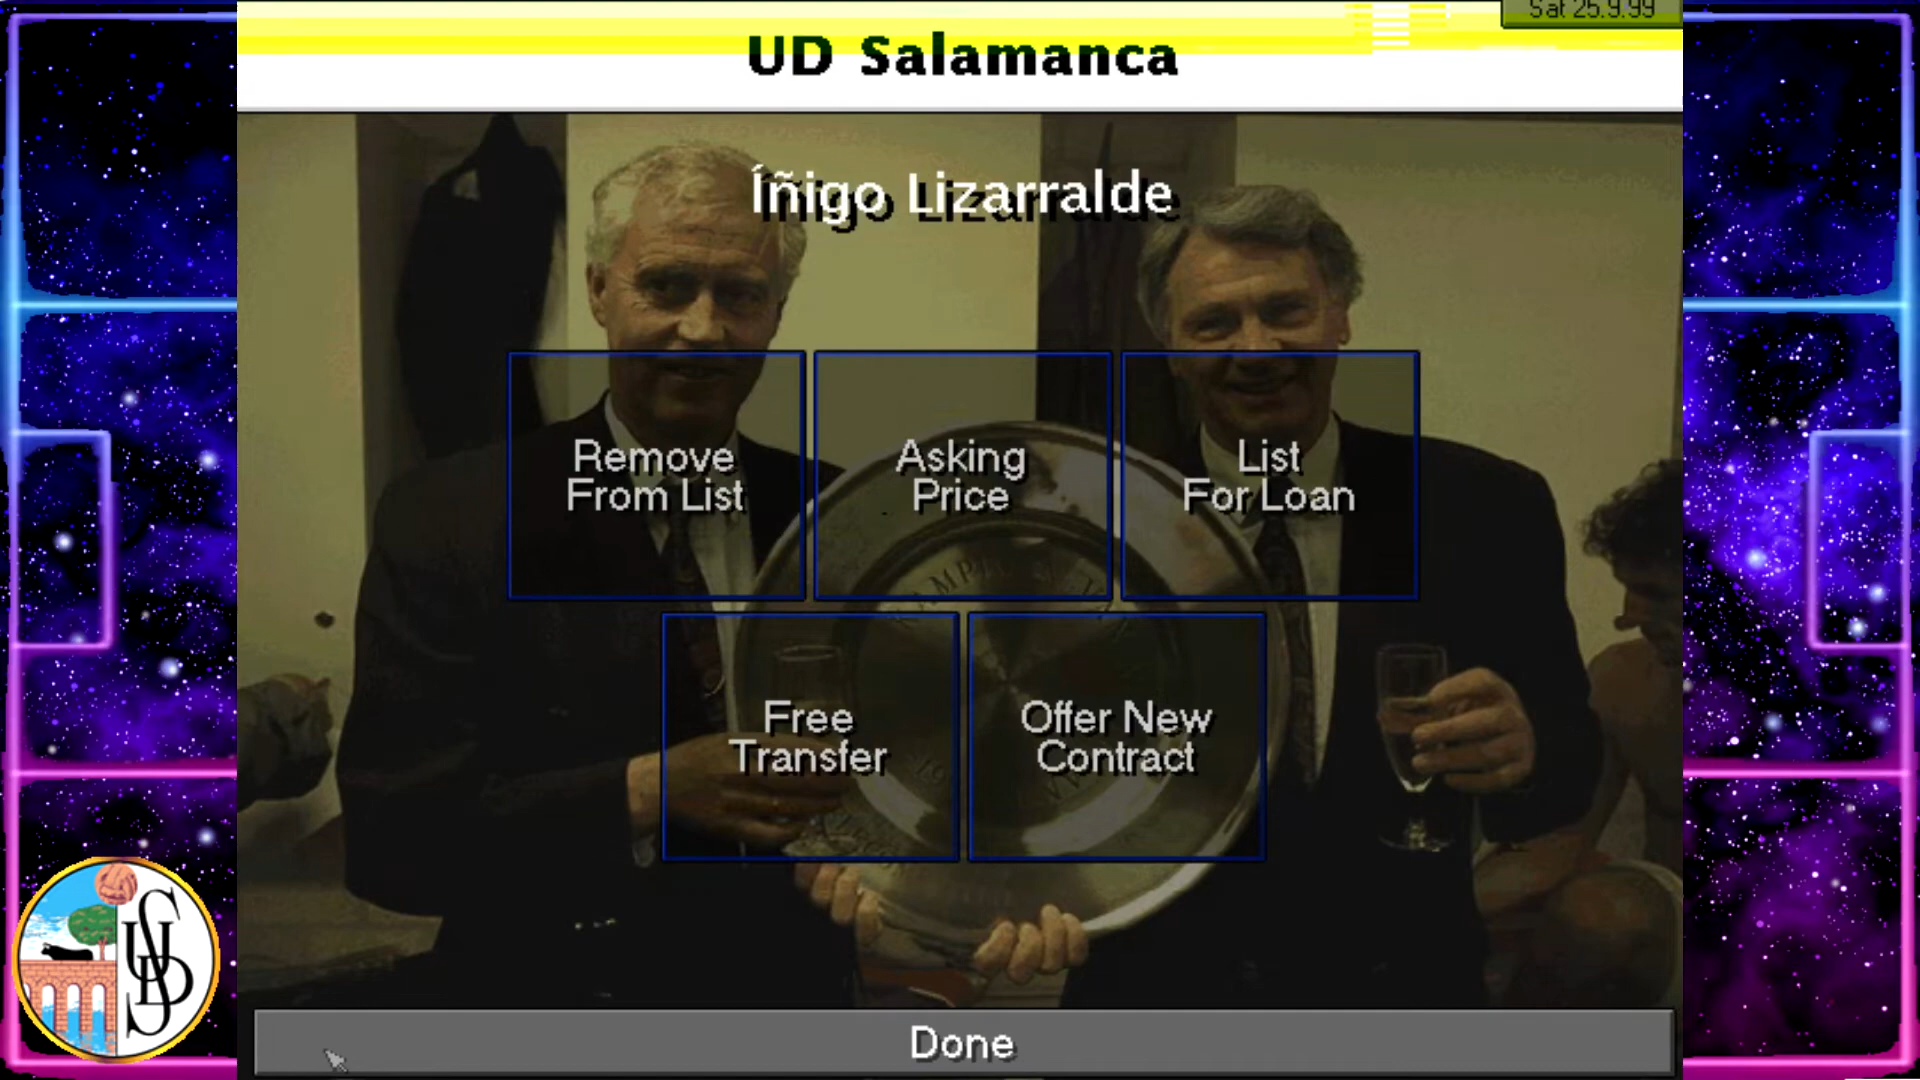 Sat 25.9.99
UD Salamanca
Íñigo Lizarralde
Remove
From List
Asking
Price
List
For Loan
Free
Transfer
Offer New
Contract
Done